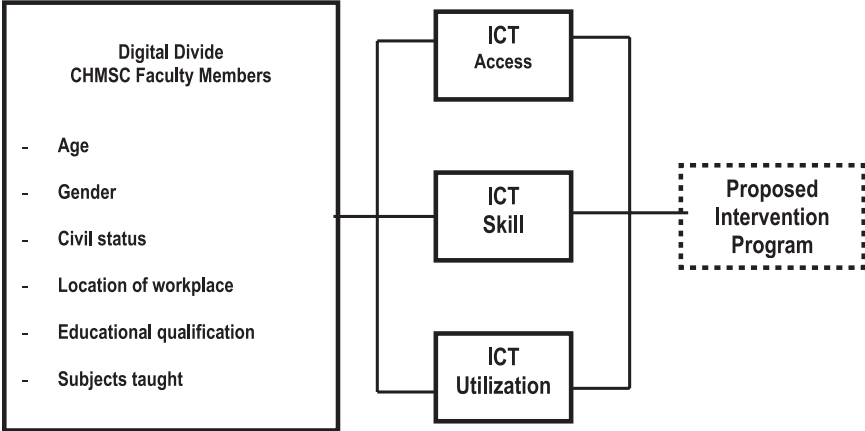 Digital Divide
CHMSC Faculty Members
- Age
- Gender
- Civil status
- Location of workplace
- Educational qualification
- Subjects taught
ICT
Access
ICT
Skill
ICT
Utilization
Proposed
Intervention
Program